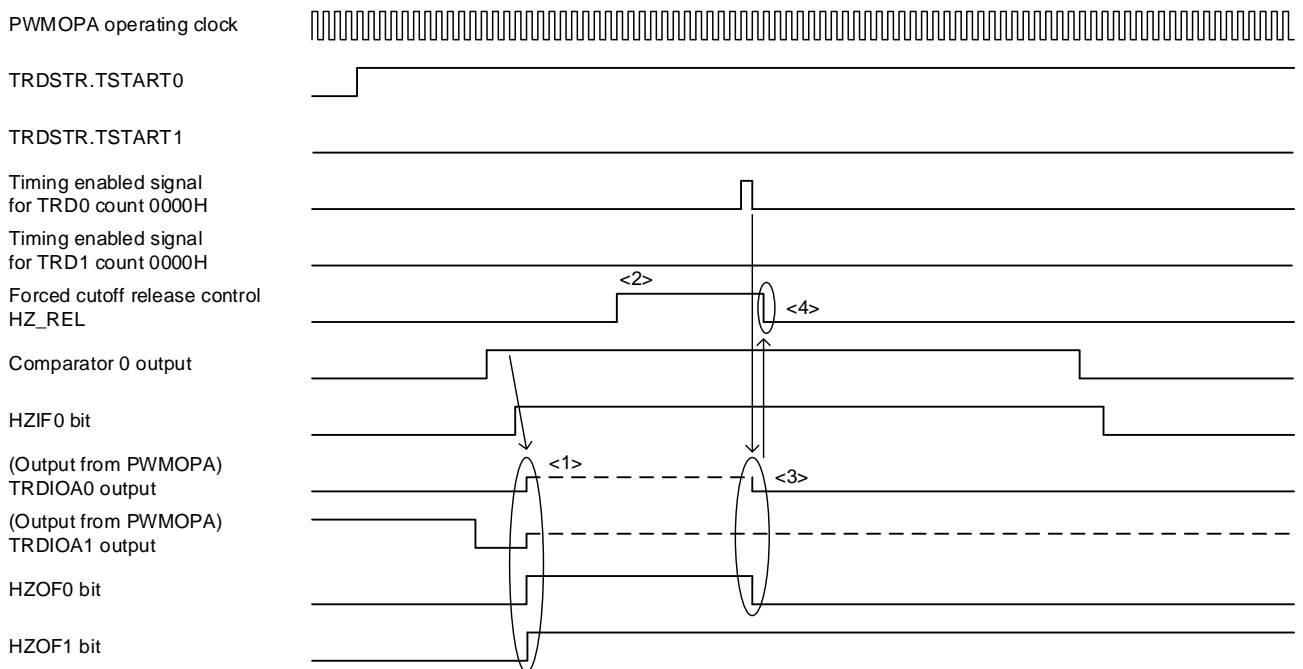 PWMOPA operating clock
TRDSTR.TSTART0
TRDSTR.TSTART1
Timing enabled signal
for TRD0 count 0000H
Timing enabled signal
for TRD1 count 0000H
Forced cutoff release control
HZ_REL
<2>
<4>
Comparator 0 output
HZIF0 bit
(Output from PWMOPA)
TRDIOA0 output
<1>
<3>
(Output from PWMOPA)
TRDIOA1 output
HZOF0 bit
HZOF1 bit